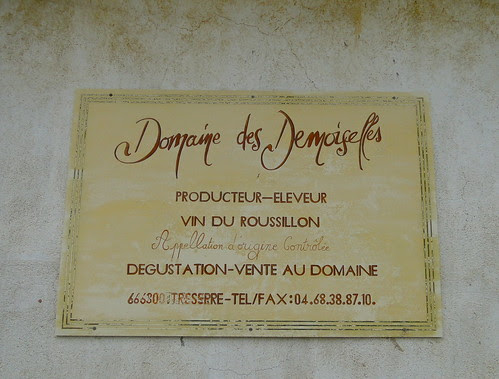 Domaine des Demoiselles
PRODUCTEUR-ELEVEUR
VIN DU ROUSSILLON
Appellation d'origine Contrôlée
DEGUSTATION-VENTE AU DOMAINE
666300:TRESSERRE-TEL/FAX:04.68.38.87.10.